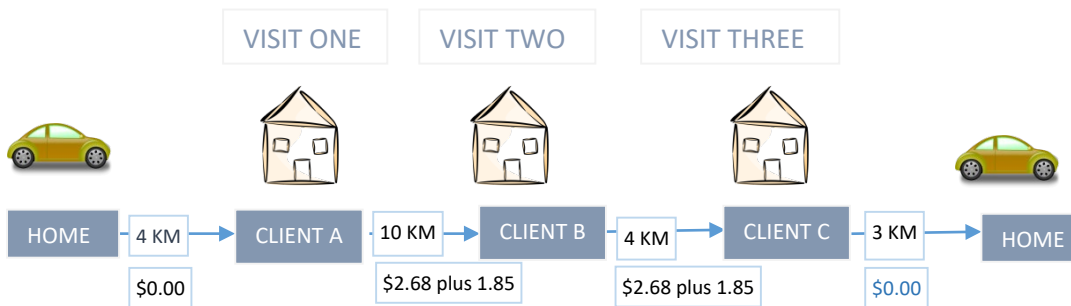 VISIT ONE
VISIT TWO
VISIT THREE
HOME
4 KM
CLIENT A
10 KM
CLIENT B
4 KM
CLIENT C
3 KM
HOME
$0.00
$2.68 plus 1.85
$2.68 plus 1.85
$0.00